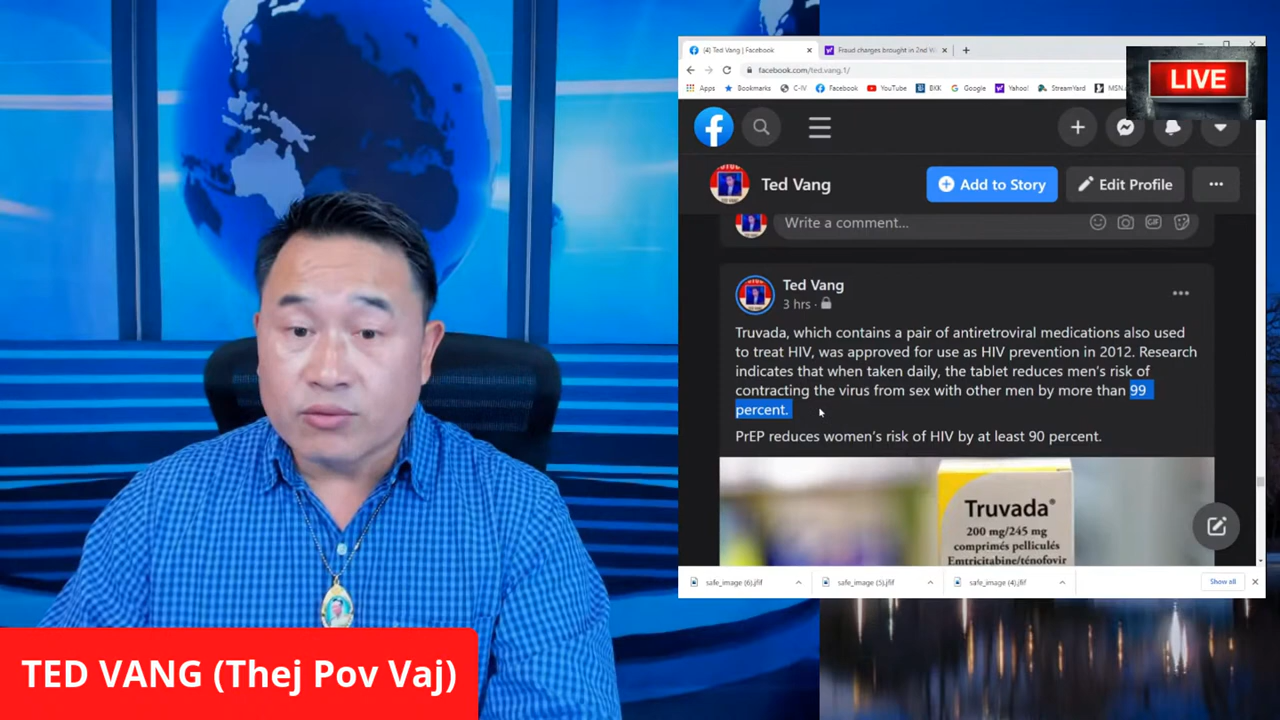 (4) Ted Vang | Facebook
Fraud charges brought in 2nd W
facebook.com/ted.vang.1/
Apps Bookmarks C-IV Facebook YouTube BKK Google Yahoo! StreamYard MSN.
LIVE
Ted Vang
Add to Story
Edit Profile
Write a comment...
Ted Vang
3 hrs
Truvada, which contains a pair of antiretroviral medications also used
to treat HIV, was approved for use as HIV prevention in 2012. Research
indicates that when taken daily, the tablet reduces men's risk of
contracting the virus from sex with other men by more than 99
percent.
PrEP reduces women's risk of HIV by at least 90 percent.
Truvada®
200 mg/245 mg
comprimés pelliculés
Emtricitabine/ténofovir
safe_image (6).jfif
safe_image (5).jfif
safe_image (4).jfif
Show all
TED VANG (Thej Pov Vaj)